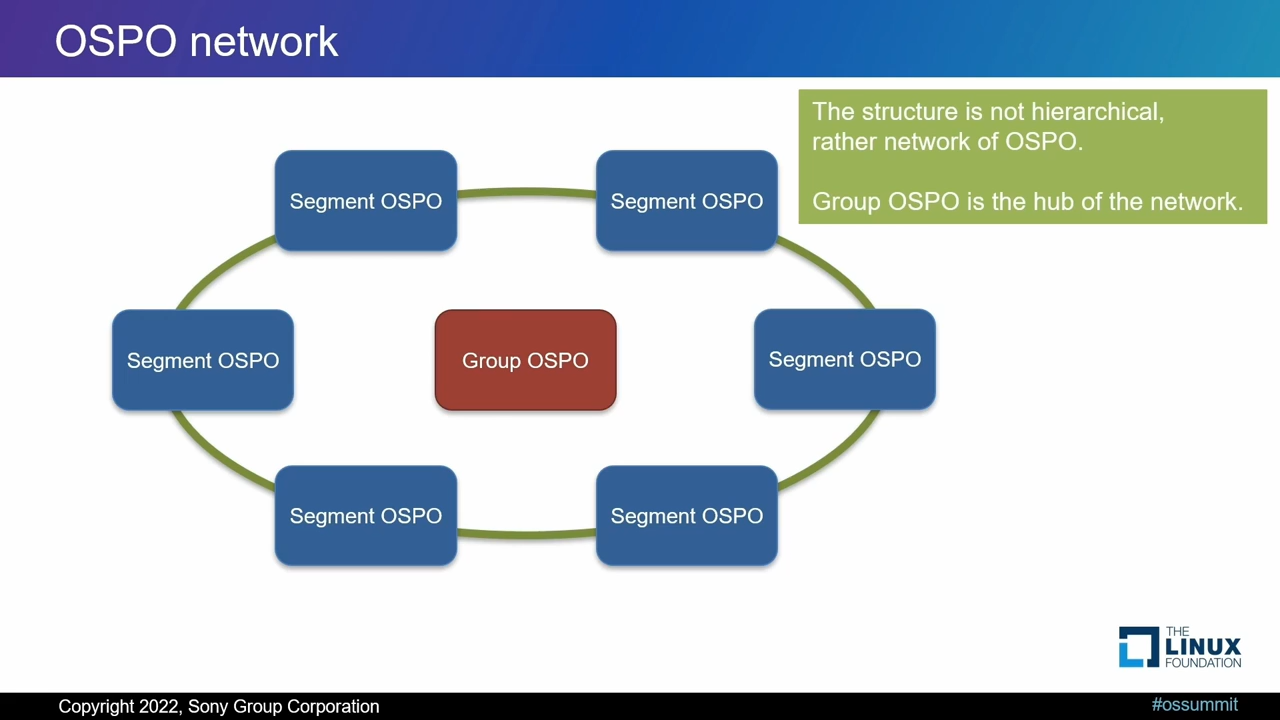 OSPO network
The structure is not hierarchical,
rather network of OSPO.
Group OSPO is the hub of the network.
Segment OSPO
Segment OSPO
Segment OSPO
Group OSPO
Segment OSPO
Segment OSPO
Segment OSPO
THE
LINUX
FOUNDATION
Copyright 2022, Sony Group Corporation
#ossummit